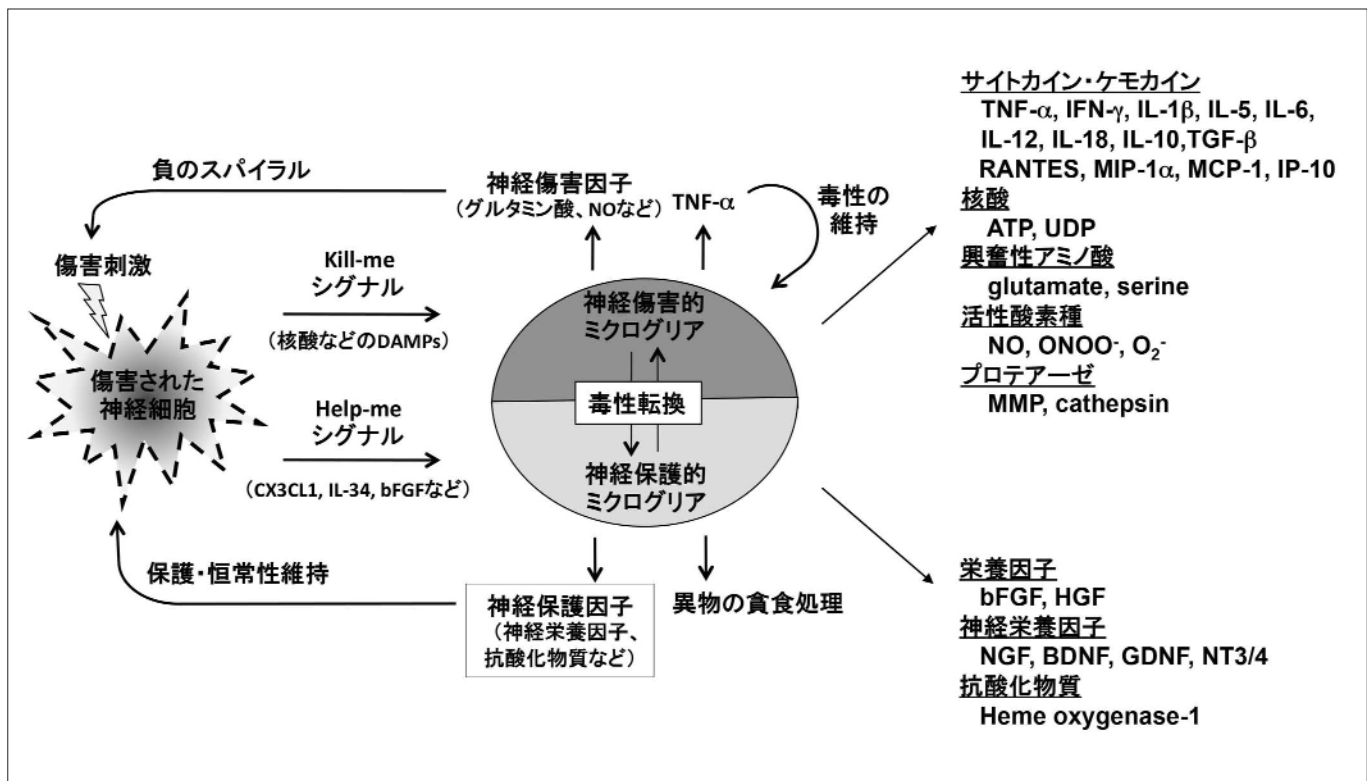 負のスパイラル
傷害刺激
傷害された
神経細胞
Kill-me
シグナル
(核酸などのDAMPs)
Help-me
シグナル
(CX3CL1, IL-34, bFGFなど)
保護・恒常性維持
神経傷害因子
(グルタミン酸、NOなど)
TNF-α
毒性の
維持
神経傷害的
ミクログリア
毒性転換
神経保護的
ミクログリア
神経保護因子
(神経栄養因子、
抗酸化物質など)
異物の貪食処理
サイトカイン・ケモカイン
TNF-α, IFN-γ, IL-1β, IL-5, IL-6,
IL-12, IL-18, IL-10,TGF-β
RANTES, MIP-1α, MCP-1, IP-10
核酸
ATP, UDP
興奮性アミノ酸
glutamate, serine
活性酸素種
NO, ONOO⁻, O₂⁻
プロテアーゼ
MMP, cathepsin
栄養因子
bFGF, HGF
神経栄養因子
NGF, BDNF, GDNF, NT3/4
抗酸化物質
Heme oxygenase-1